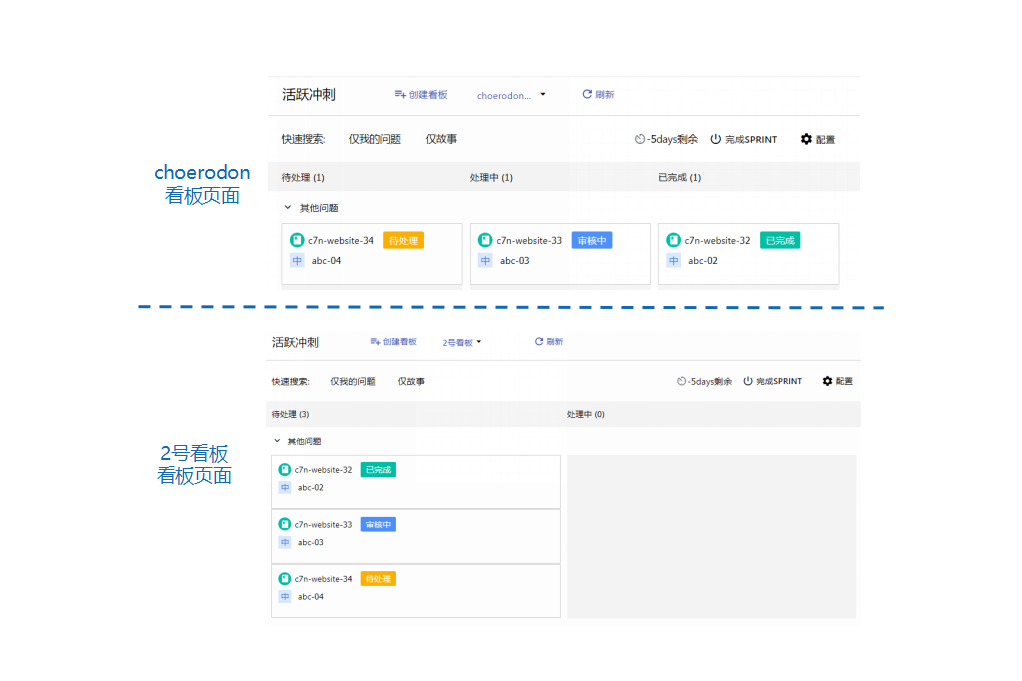 活跃冲刺 创建看板 choerodon... 刷新
快速搜索: 仅我的问题 仅故事 -5days剩余 完成SPRINT 配置
待处理 (1) 处理中 (1) 已完成 (1)
choerodon
看板页面
其他问题
c7n-website-34 待处理 c7n-website-33 审核中 c7n-website-32 已完成
中 abc-04 中 abc-03 中 abc-02
活跃冲刺 创建看板 2号看板 刷新
快速搜索: 仅我的问题 仅故事 -5days剩余 完成SPRINT 配置
待处理 (3) 处理中 (0)
其他问题
2号看板
看板页面
c7n-website-32 已完成
中 abc-02
c7n-website-33 审核中
中 abc-03
c7n-website-34 待处理
中 abc-04